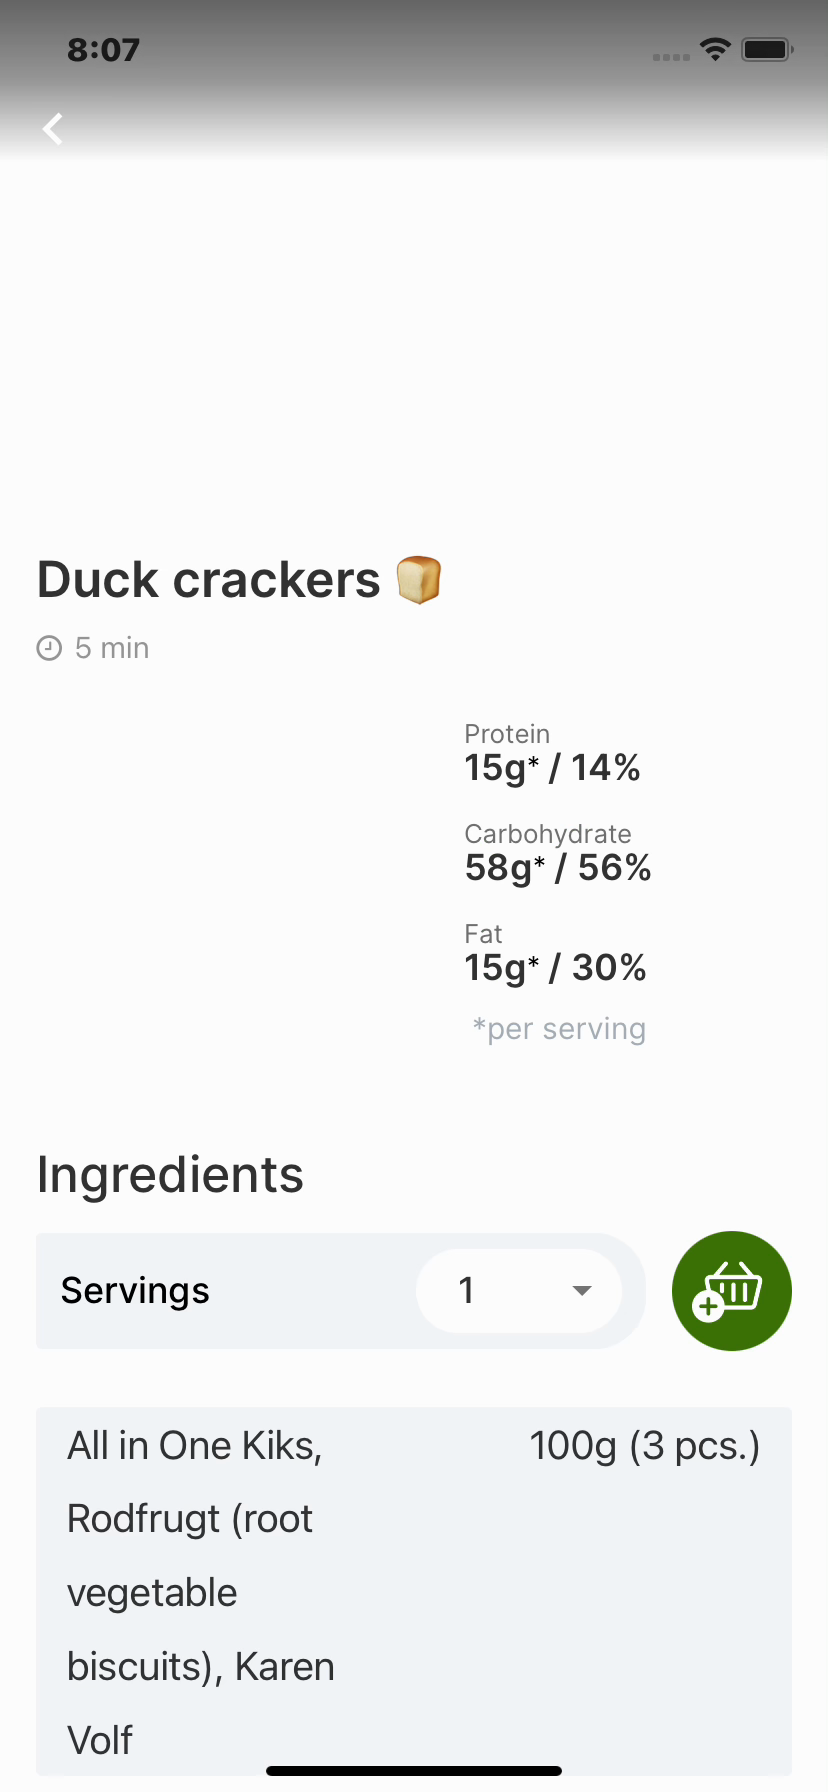 8:07
Duck crackers
5 min
Protein
15g* / 14%
Carbohydrate
58g* / 56%
Fat
15g* / 30%
*per serving
Ingredients
Servings 1
All in One Kiks, 100g (3 pcs.)
Rodfrugt (root
vegetable
biscuits), Karen
Volf